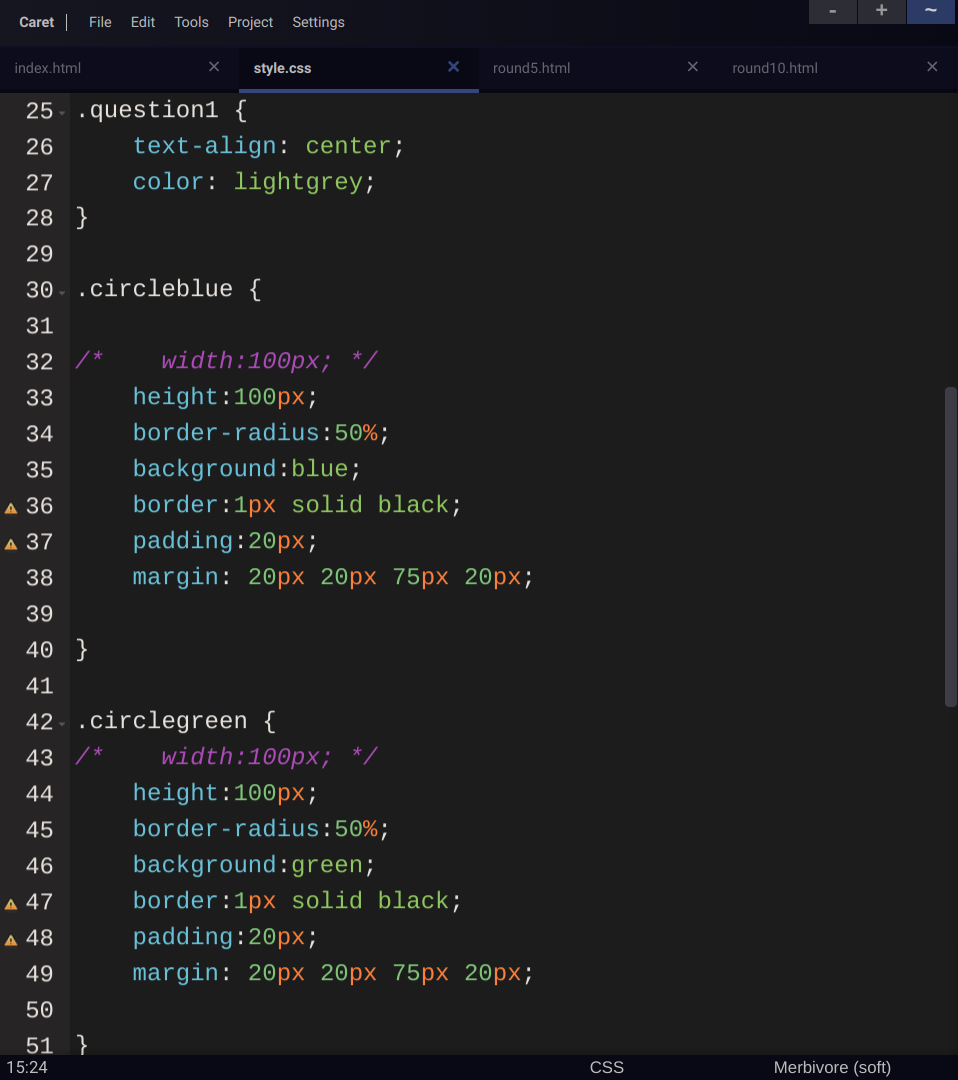 Caret | File Edit Tools Project Settings - + ~
index.html × style.css × round5.html × round10.html ×
25 .question1 {
26     text-align: center;
27     color: lightgrey;
28 }
29
30 .circleblue {
31
32 /*    width:100px; */
33     height:100px;
34     border-radius:50%;
35     background:blue;
36     border:1px solid black;
37     padding:20px;
38     margin: 20px 20px 75px 20px;
39
40 }
41
42 .circlegreen {
43 /*    width:100px; */
44     height:100px;
45     border-radius:50%;
46     background:green;
47     border:1px solid black;
48     padding:20px;
49     margin: 20px 20px 75px 20px;
50
51 }
15:24 CSS Merbivore (soft)